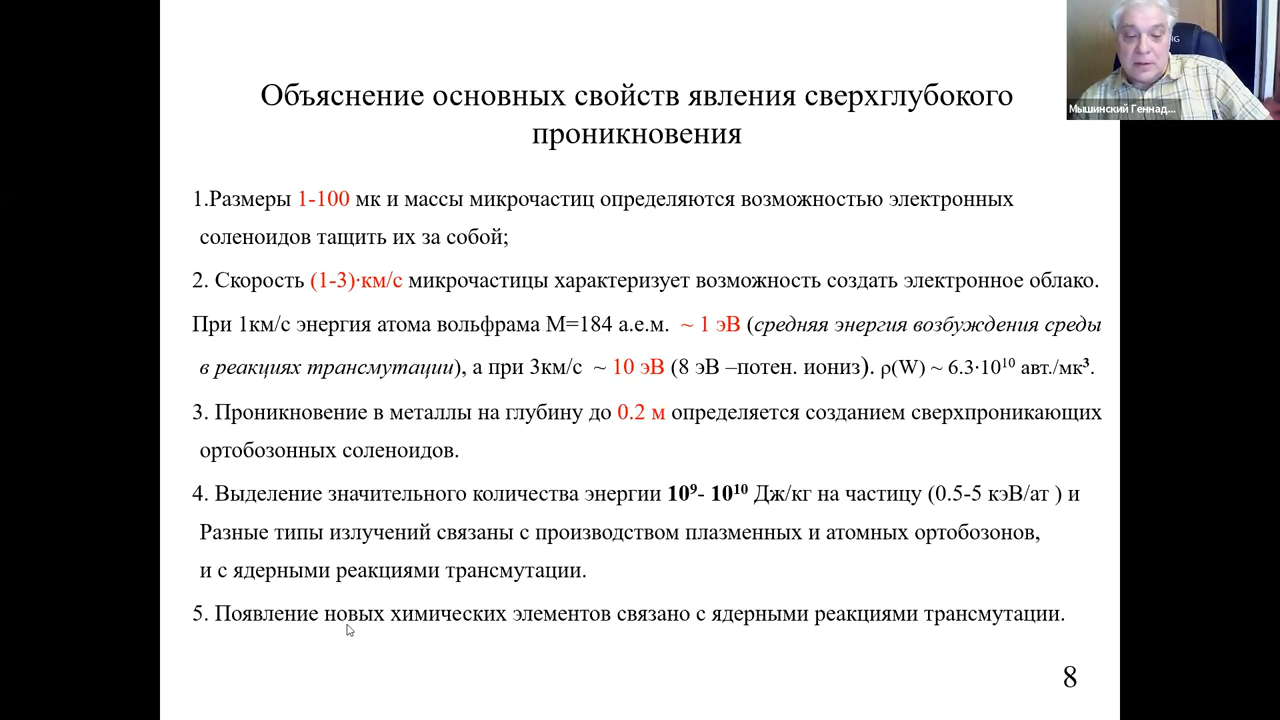 Объяснение основных свойств явления сверхглубокого
проникновения
1.Размеры 1-100 мк и массы микрочастиц определяются возможностью электронных
соленоидов тащить их за собой;
2. Скорость (1-3)·км/с микрочастицы характеризует возможность создать электронное облако.
При 1км/с энергия атома вольфрама М=184 а.е.м. ~ 1 эВ (средняя энергия возбуждения среды
в реакциях трансмутации), а при 3км/с ~ 10 эВ (8 эВ –потен. иониз). ρ(W) ~ 6.3·10¹⁰ авт./мк³.
3. Проникновение в металлы на глубину до 0.2 м определяется созданием сверхпроникающих
ортобозонных соленоидов.
4. Выделение значительного количества энергии 10⁹- 10¹⁰ Дж/кг на частицу (0.5-5 кэВ/ат ) и
Разные типы излучений связаны с производством плазменных и атомных ортобозонов,
и с ядерными реакциями трансмутации.
5. Появление новых химических элементов связано с ядерными реакциями трансмутации.
8
Мышинский Геннад...